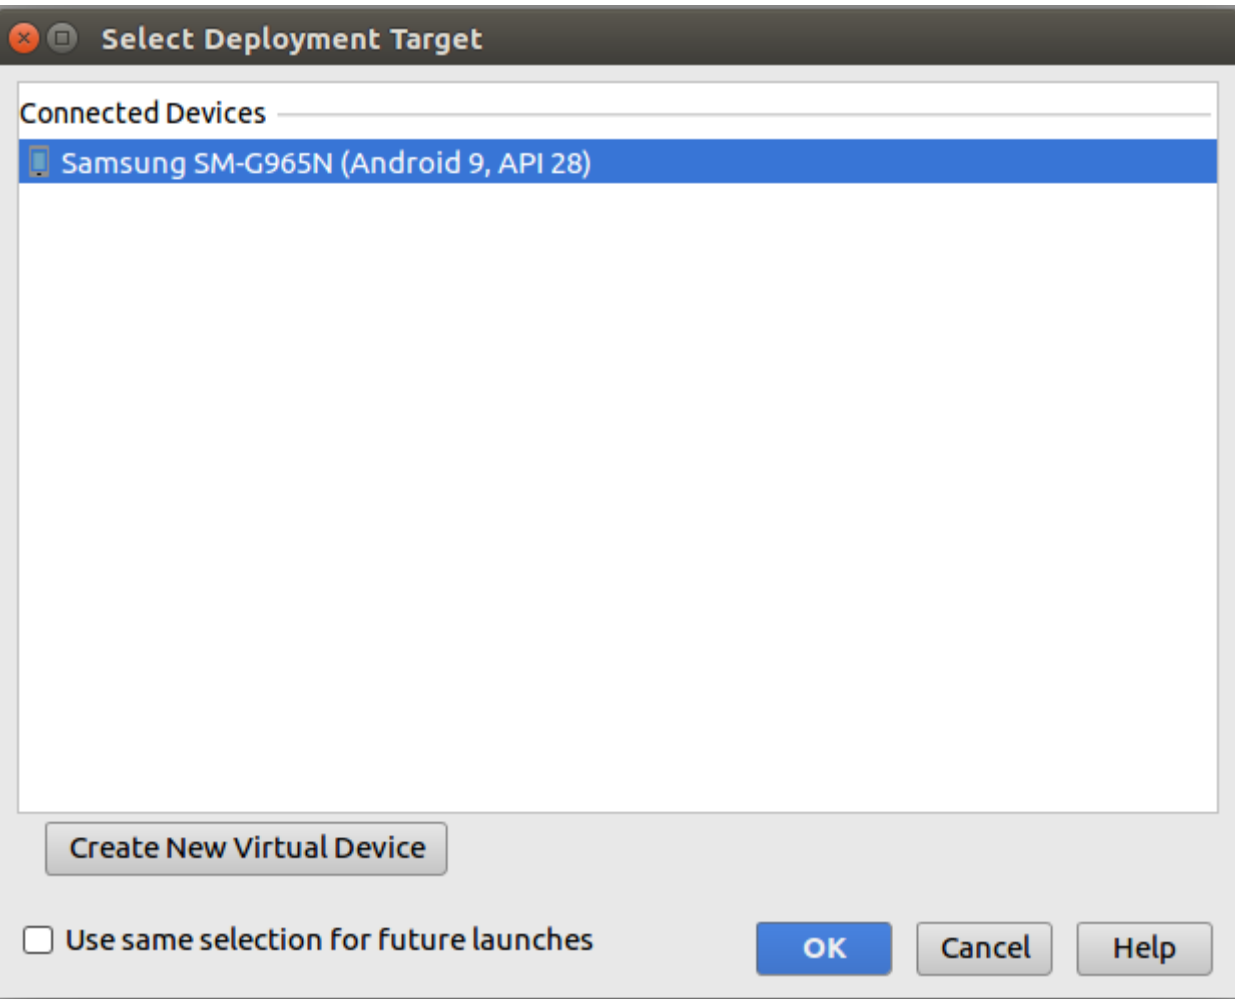 Select Deployment Target
Connected Devices
Samsung SM-G965N (Android 9, API 28)
Create New Virtual Device
Use same selection for future launches
OK
Cancel
Help